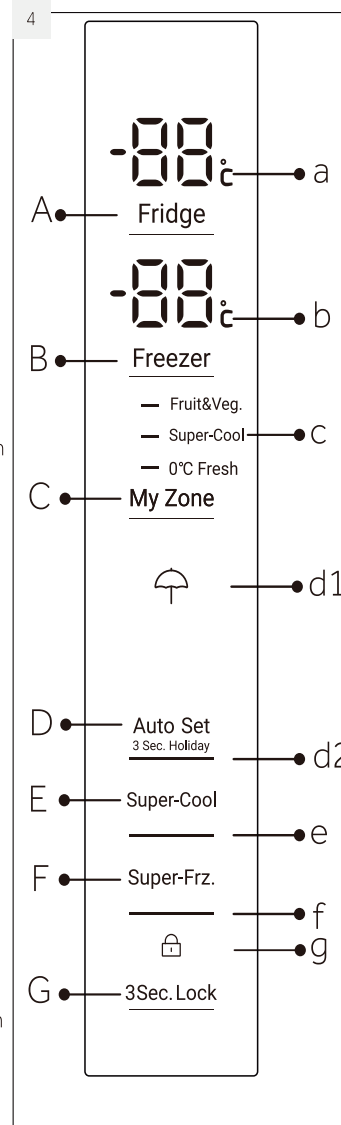 4
-88°c
a
A
Fridge
-88°c
b
B
Freezer
Fruit&Veg.
Super-Cool
c
0°C Fresh
C
My Zone
d1
D
Auto Set
3 Sec. Holiday
d2
E
Super-Cool
e
F
Super-Frz.
f
g
G
3Sec. Lock